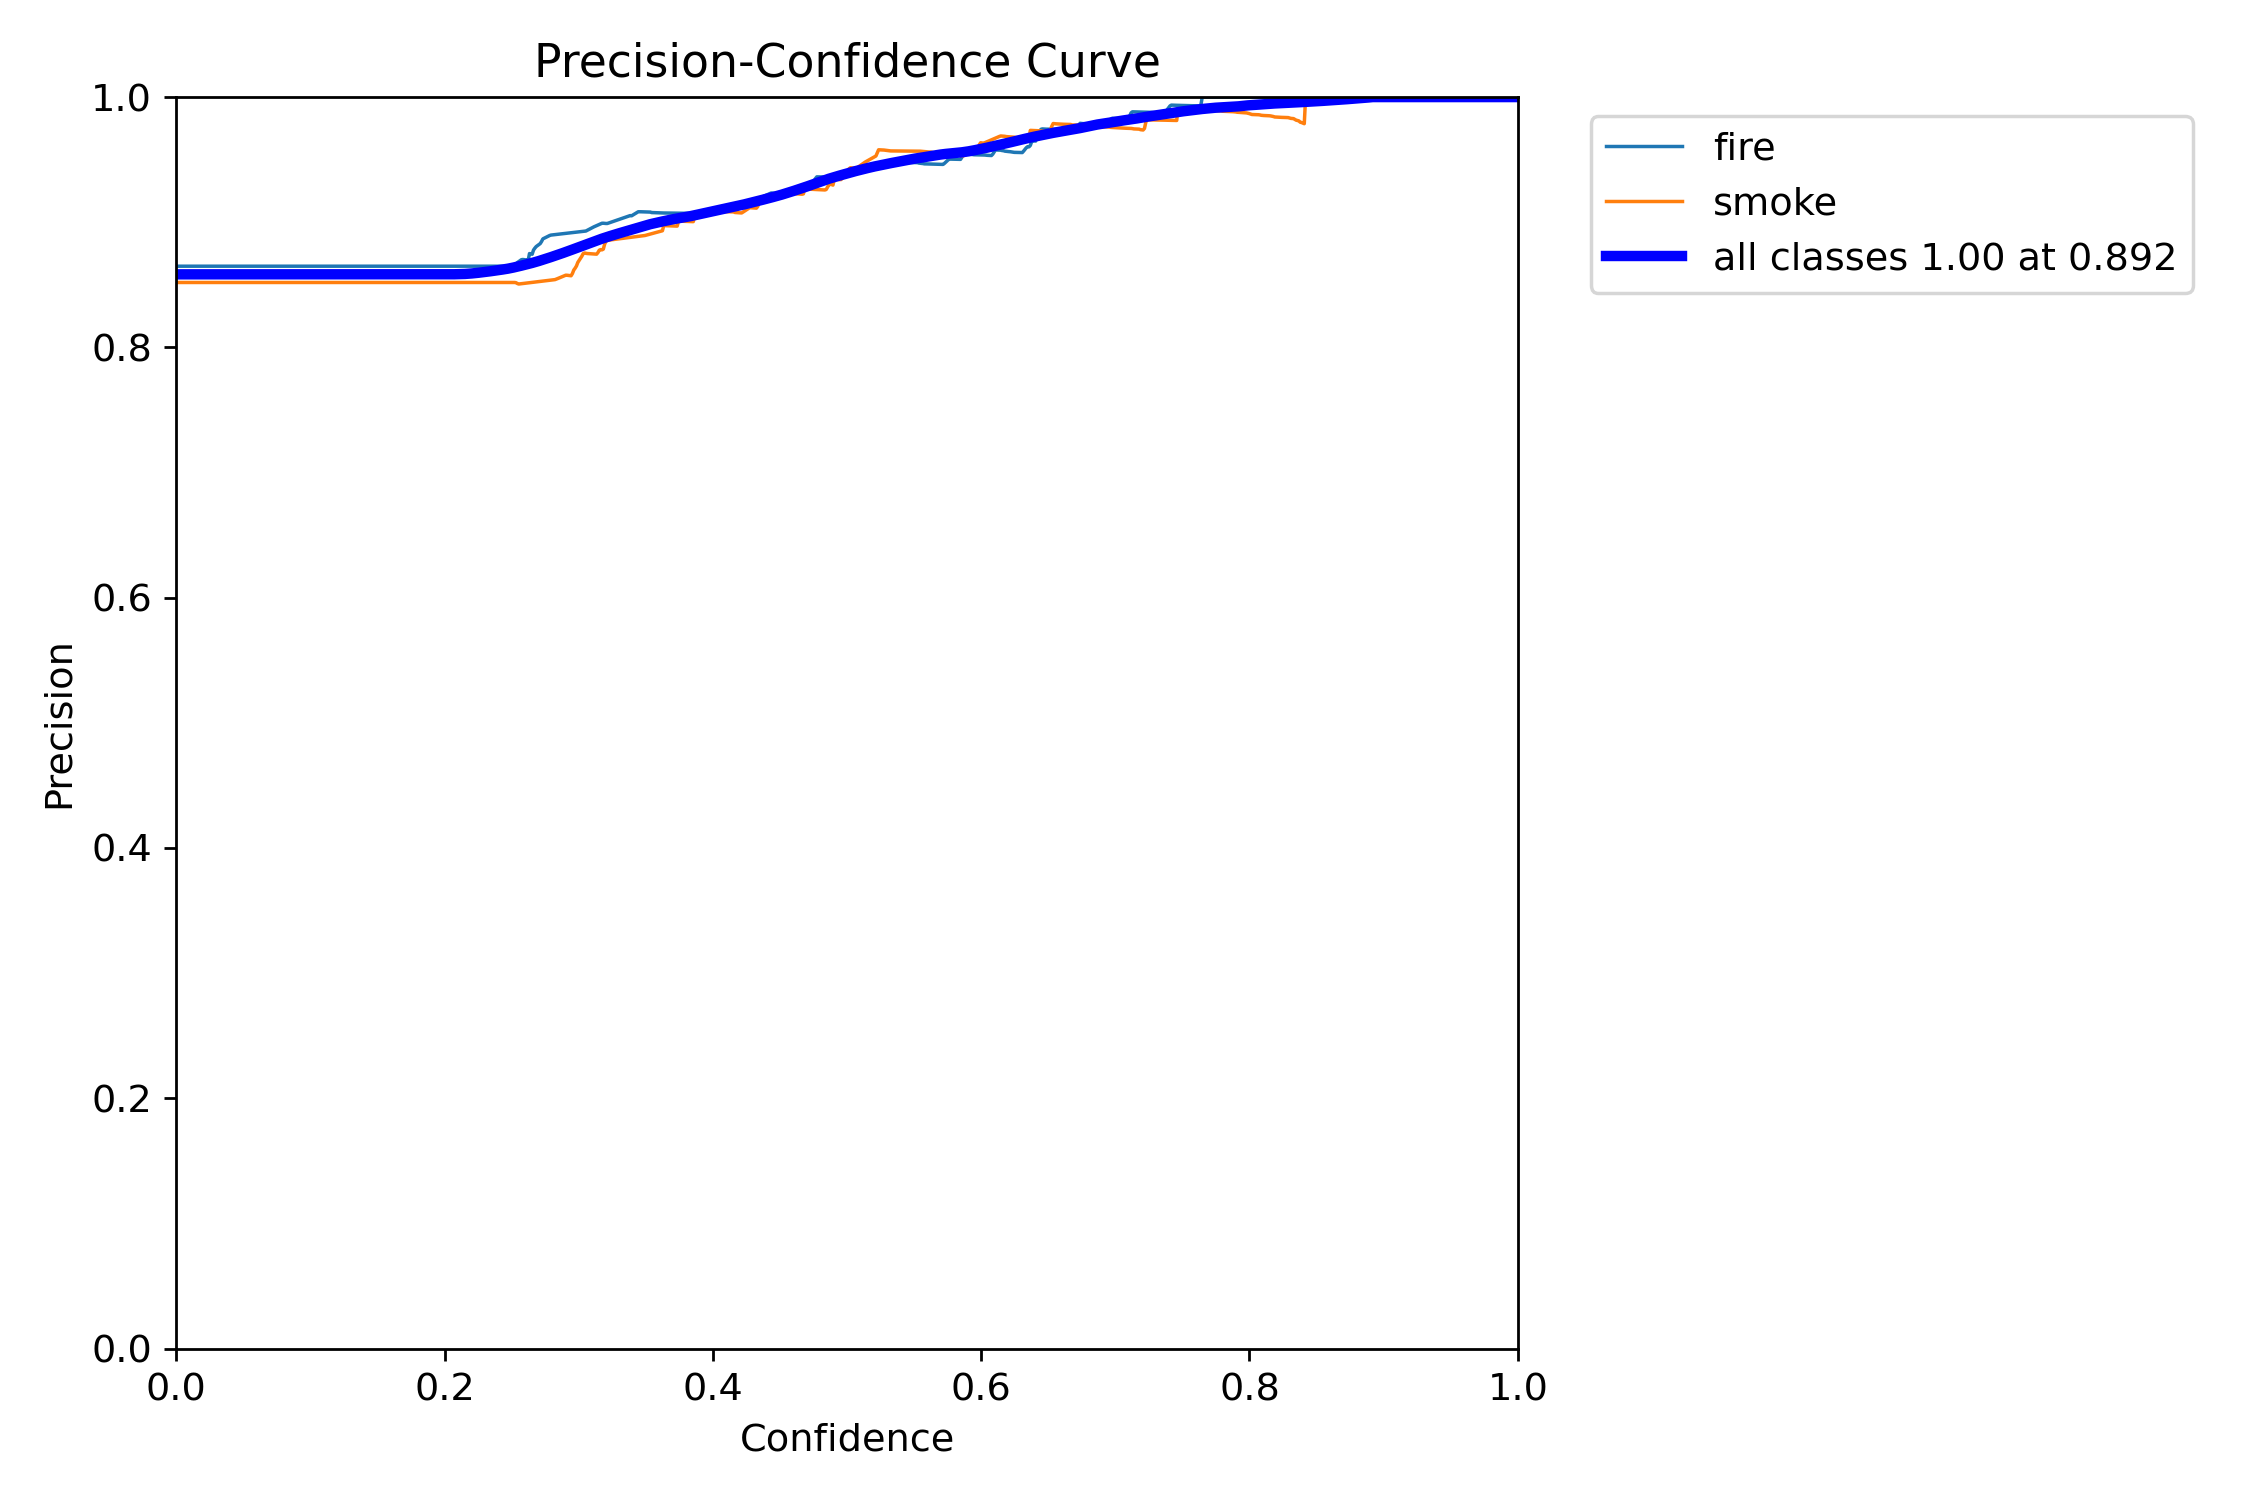 Precision-Confidence Curve
1.0
0.8
0.6
0.4
0.2
0.0
Precision
0.0 0.2 0.4 0.6 0.8 1.0
Confidence
fire
smoke
all classes 1.00 at 0.892